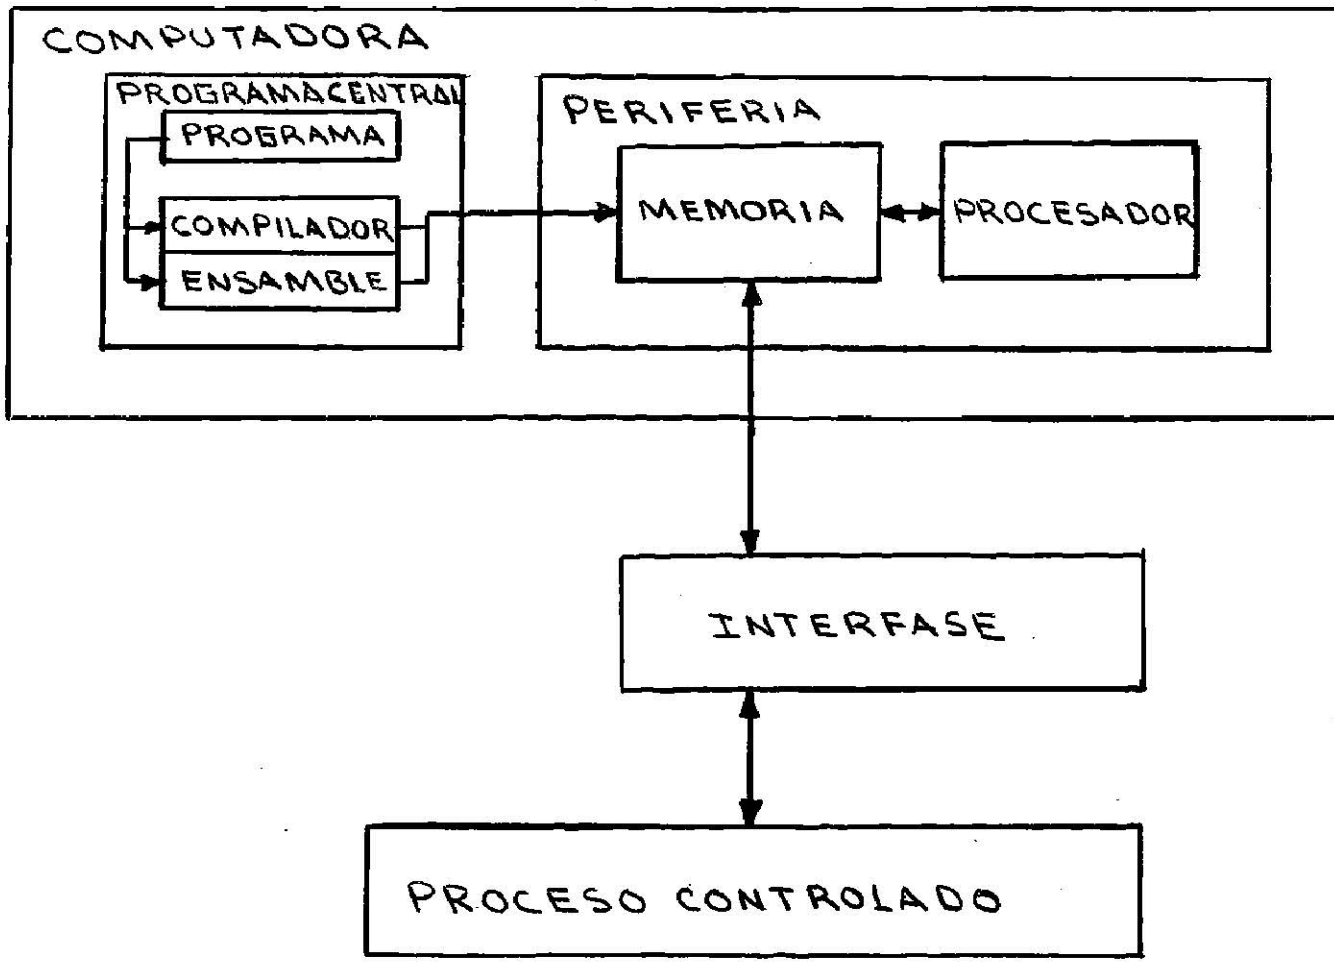 COMPUTADORA
PROGRAMACENTRAL
PROGRAMA
COMPILADOR
ENSAMBLE
PERIFERIA
MEMORIA
PROCESADOR
INTERFASE
PROCESO CONTROLADO